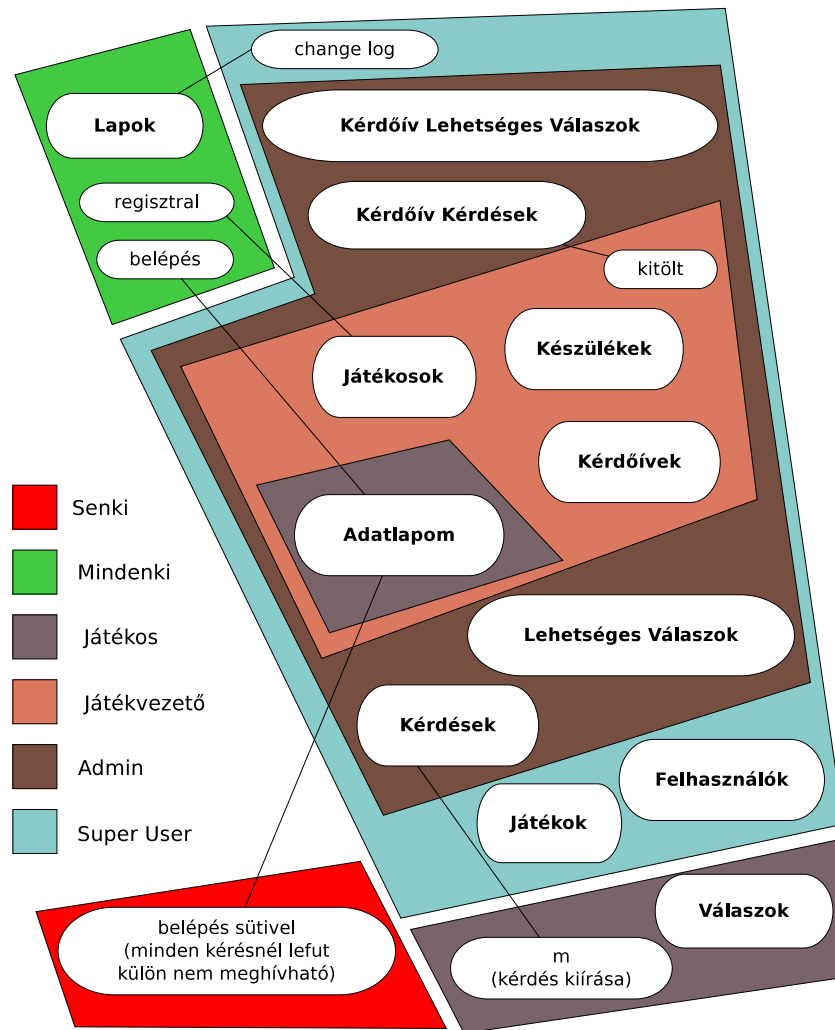 change log
Lapok
Kérdőív Lehetséges Válaszok
regisztral
Kérdőív Kérdések
belépés
kitölt
Készülékek
Játékosok
Kérdőívek
Adatlapom
Senki
Mindenki
Játékos
Játékvezető
Admin
Super User
Lehetséges Válaszok
Kérdések
Felhasználók
Játékok
Válaszok
belépés sütivel
(minden kérésnél lefut
külön nem meghívható)
m
(kérdés kiírása)